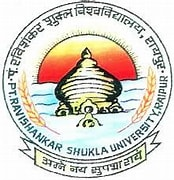 पं. रविशंकर शुक्ल विश्वविद्यालय, रायपुर
PT.RAVISHANKAR SHUKLA UNIVERSITY, RAIPUR
अग्ने नय सुपथा राये